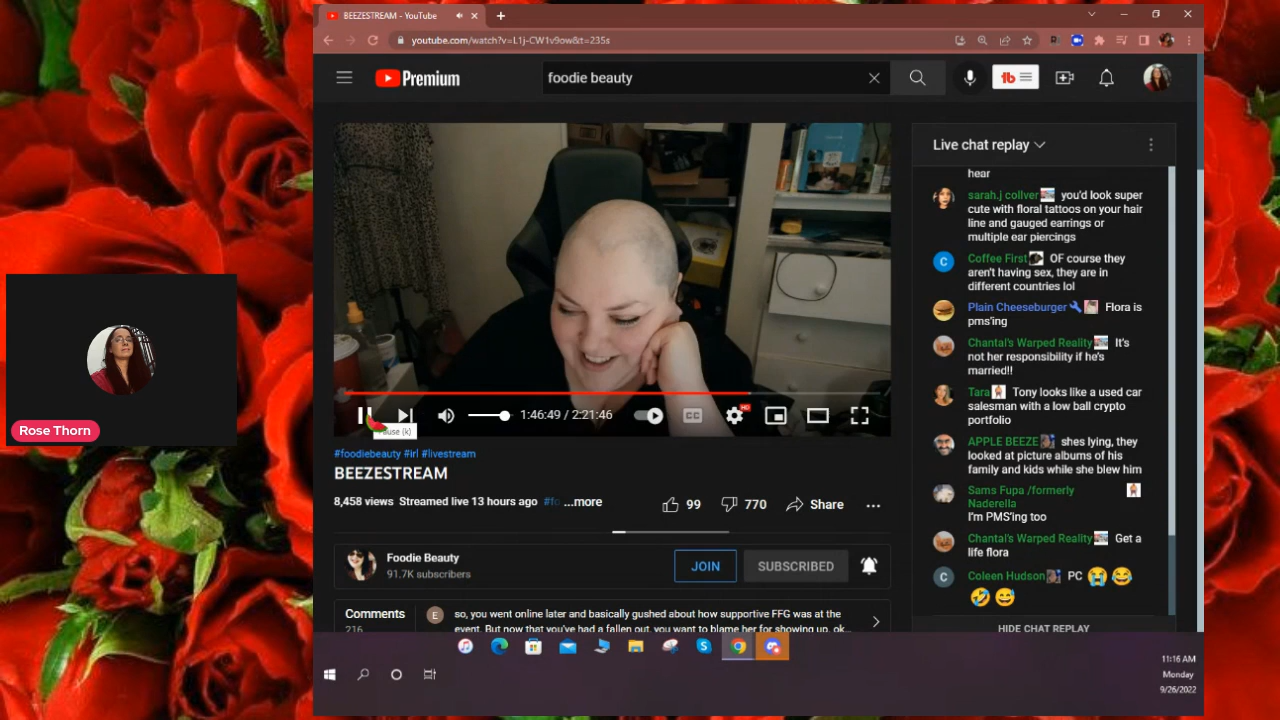 BEEZESTREAM - YouTube
youtube.com/watch?v=L1j-CW1v9ow&t=235s
Premium
foodie beauty
Live chat replay
hear
sarah.j collver you'd look super
cute with floral tattoos on your hair
line and gauged earrings or
multiple ear piercings
Coffee First OF course they
aren't having sex, they are in
different countries lol
Plain Cheeseburger Flora is
pms'ing
Chantal's Warped Reality It's
not her responsibility if he's
married!!
Tara Tony looks like a used car
salesman with a low ball crypto
portfolio
APPLE BEEZE shes lying, they
looked at picture albums of his
family and kids while she blew him
Sams Fupa /formerly
Naderella
I'm PMS'ing too
Chantal's Warped Reality Get a
life flora
Coleen Hudson PC 😭😂
🤣😅
HIDE CHAT REPLAY
1:46:49 / 2:21:46
CC
HD
Pause (k)
Rose Thorn
#foodiebeauty #irl #livestream
BEEZESTREAM
8,458 views Streamed live 13 hours ago #fo ...more
99
770
Share
Foodie Beauty
91.7K subscribers
JOIN
SUBSCRIBED
Comments
216
E
so, you went online later and basically gushed about how supportive FFG was at the
event. But now that you've had a fallen out, you want to blame her for showing up, ok...
11:16 AM
Monday
9/26/2022